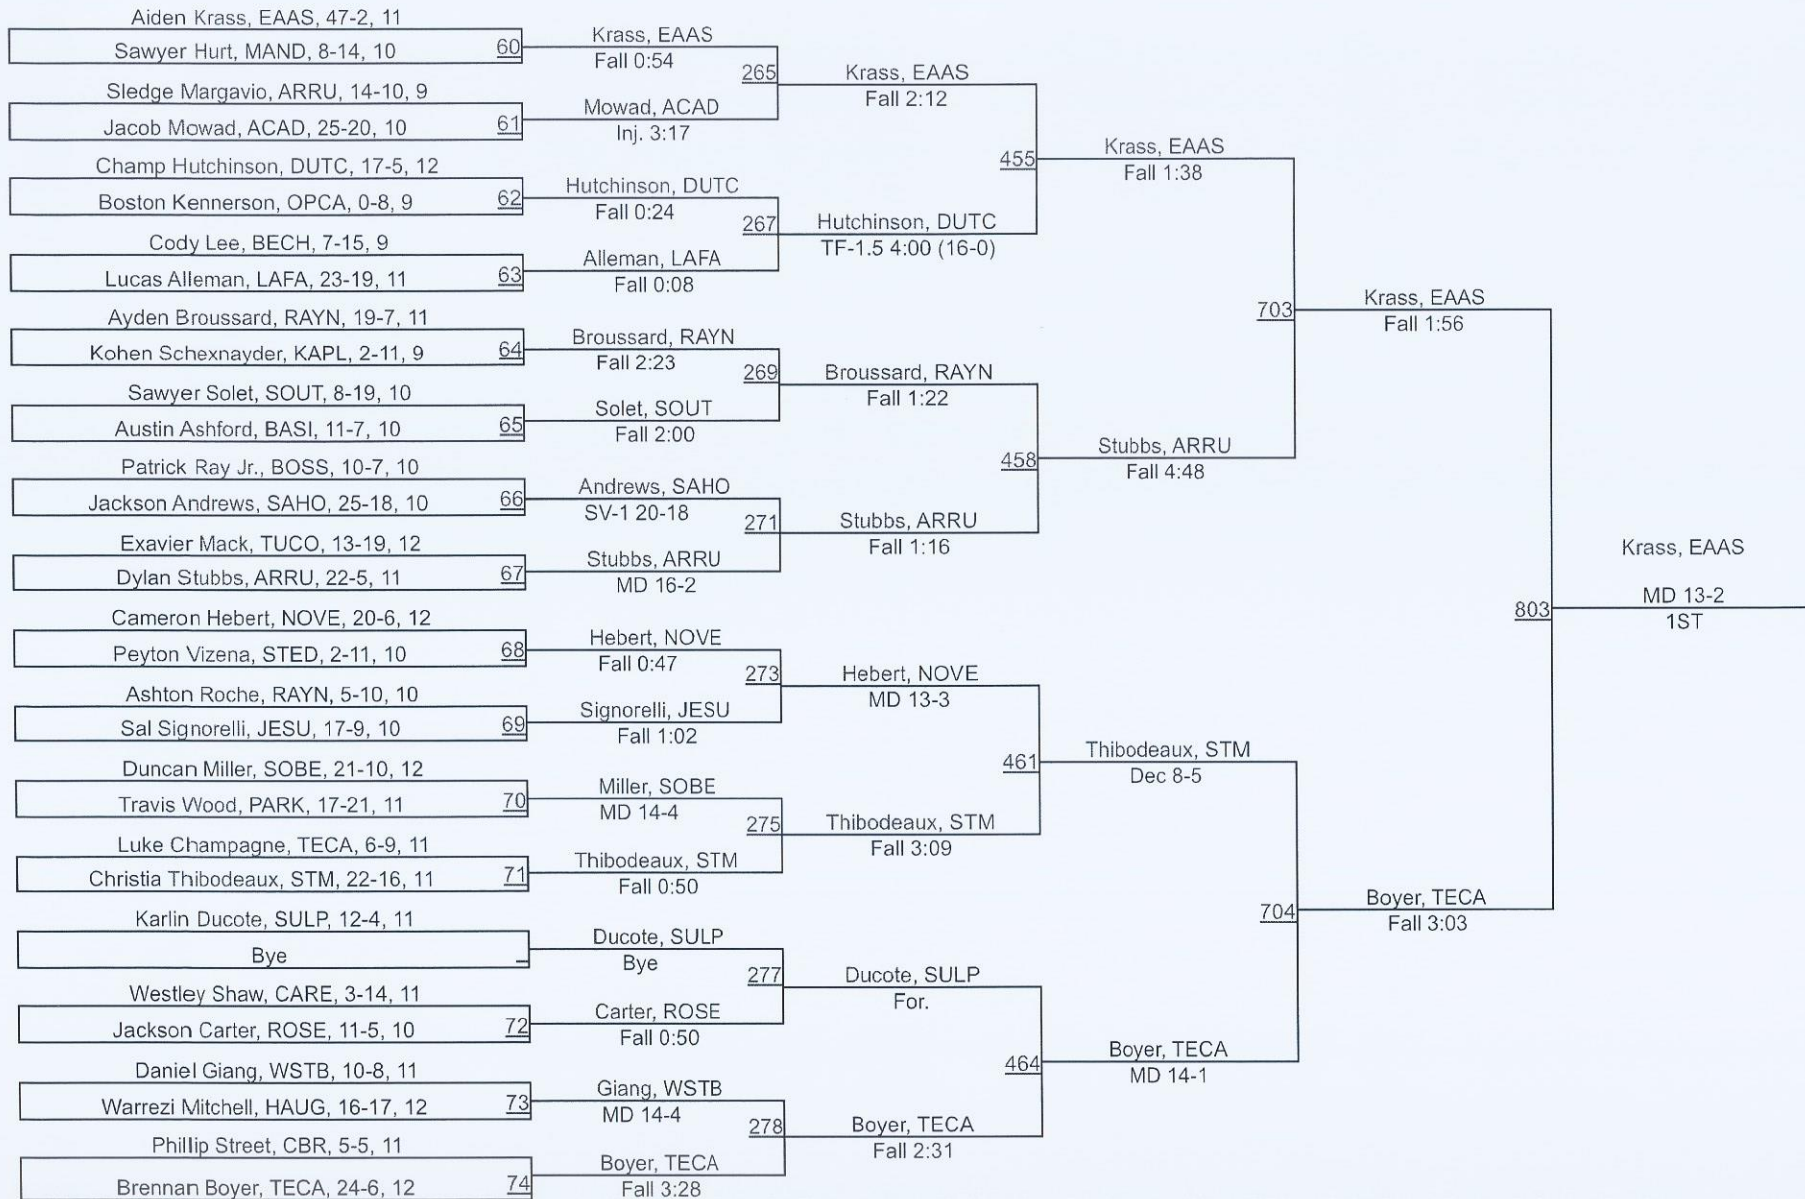 Aiden Krass, EAAS, 47-2, 11
Sawyer Hurt, MAND, 8-14, 10
60
Sledge Margavio, ARRU, 14-10, 9
Jacob Mowad, ACAD, 25-20, 10
61
Champ Hutchinson, DUTC, 17-5, 12
Boston Kennerson, OPCA, 0-8, 9
62
Cody Lee, BECH, 7-15, 9
Lucas Alleman, LAFA, 23-19, 11
63
Ayden Broussard, RAYN, 19-7, 11
Kohen Schexnayder, KAPL, 2-11, 9
64
Sawyer Solet, SOUT, 8-19, 10
Austin Ashford, BASI, 11-7, 10
65
Patrick Ray Jr., BOSS, 10-7, 10
Jackson Andrews, SAHO, 25-18, 10
66
Exavier Mack, TUCO, 13-19, 12
Dylan Stubbs, ARRU, 22-5, 11
67
Cameron Hebert, NOVE, 20-6, 12
Peyton Vizena, STED, 2-11, 10
68
Ashton Roche, RAYN, 5-10, 10
Sal Signorelli, JESU, 17-9, 10
69
Duncan Miller, SOBE, 21-10, 12
Travis Wood, PARK, 17-21, 11
70
Luke Champagne, TECA, 6-9, 11
Christia Thibodeaux, STM, 22-16, 11
71
Karlin Ducote, SULP, 12-4, 11
Bye
Westley Shaw, CARE, 3-14, 11
Jackson Carter, ROSE, 11-5, 10
72
Daniel Giang, WSTB, 10-8, 11
Warrezi Mitchell, HAUG, 16-17, 12
73
Phillip Street, CBR, 5-5, 11
Brennan Boyer, TECA, 24-6, 12
74
Krass, EAAS
Fall 0:54
265
Mowad, ACAD
Inj. 3:17
Hutchinson, DUTC
Fall 0:24
267
Alleman, LAFA
Fall 0:08
Broussard, RAYN
Fall 2:23
269
Solet, SOUT
Fall 2:00
Andrews, SAHO
SV-1 20-18
271
Stubbs, ARRU
MD 16-2
Hebert, NOVE
Fall 0:47
273
Signorelli, JESU
Fall 1:02
Miller, SOBE
MD 14-4
275
Thibodeaux, STM
Fall 0:50
Ducote, SULP
Bye
277
Carter, ROSE
Fall 0:50
Giang, WSTB
MD 14-4
278
Boyer, TECA
Fall 3:28
Krass, EAAS
Fall 2:12
455
Hutchinson, DUTC
TF-1.5 4:00 (16-0)
Broussard, RAYN
Fall 1:22
458
Stubbs, ARRU
Fall 1:16
Hebert, NOVE
MD 13-3
461
Thibodeaux, STM
Fall 3:09
Ducote, SULP
For.
464
Boyer, TECA
Fall 2:31
Krass, EAAS
Fall 1:38
703
Stubbs, ARRU
Fall 4:48
Thibodeaux, STM
Dec 8-5
704
Boyer, TECA
MD 14-1
Krass, EAAS
Fall 1:56
803
Boyer, TECA
Fall 3:03
Krass, EAAS
MD 13-2
1ST